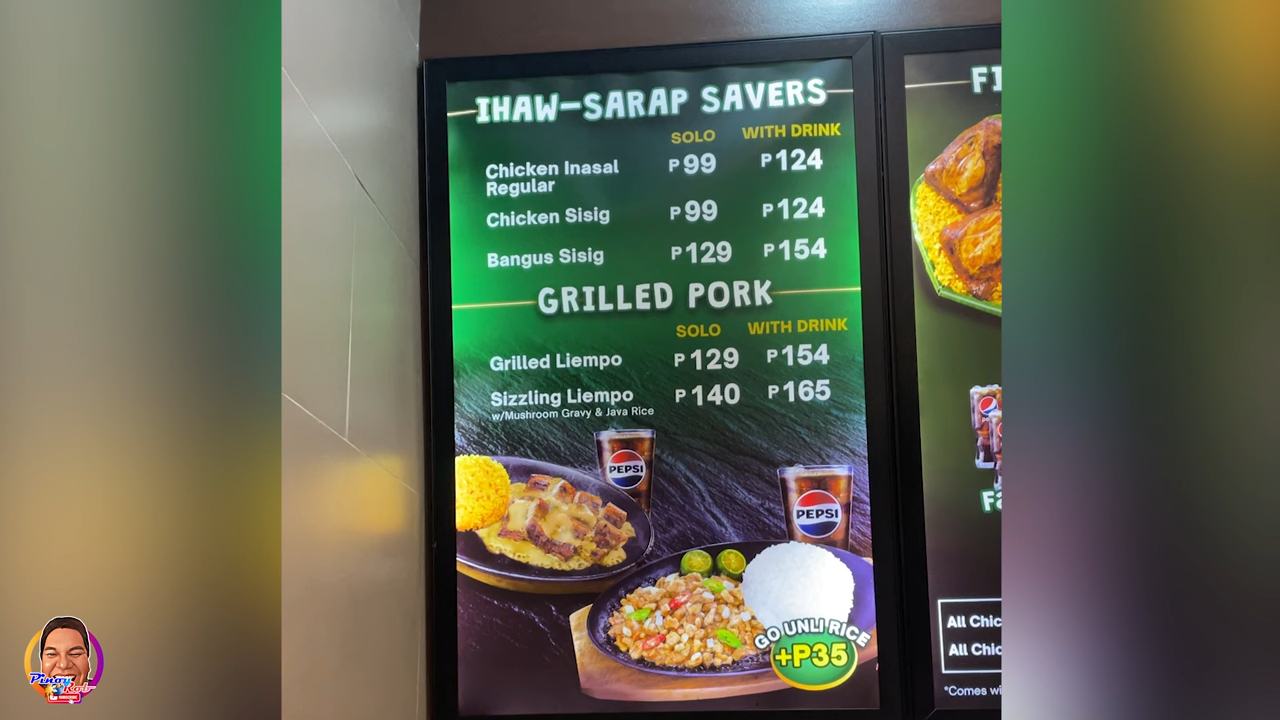 IHAW-SARAP SAVERS
SOLO WITH DRINK
Chicken Inasal Regular ₱99 ₱124
Chicken Sisig ₱99 ₱124
Bangus Sisig ₱129 ₱154
GRILLED PORK
SOLO WITH DRINK
Grilled Liempo ₱129 ₱154
Sizzling Liempo ₱140 ₱165
w/Mushroom Gravy & Java Rice
PEPSI
PEPSI
GO UNLI RICE
+₱35
All Chic
All Chic
*Comes wi
Pinoy